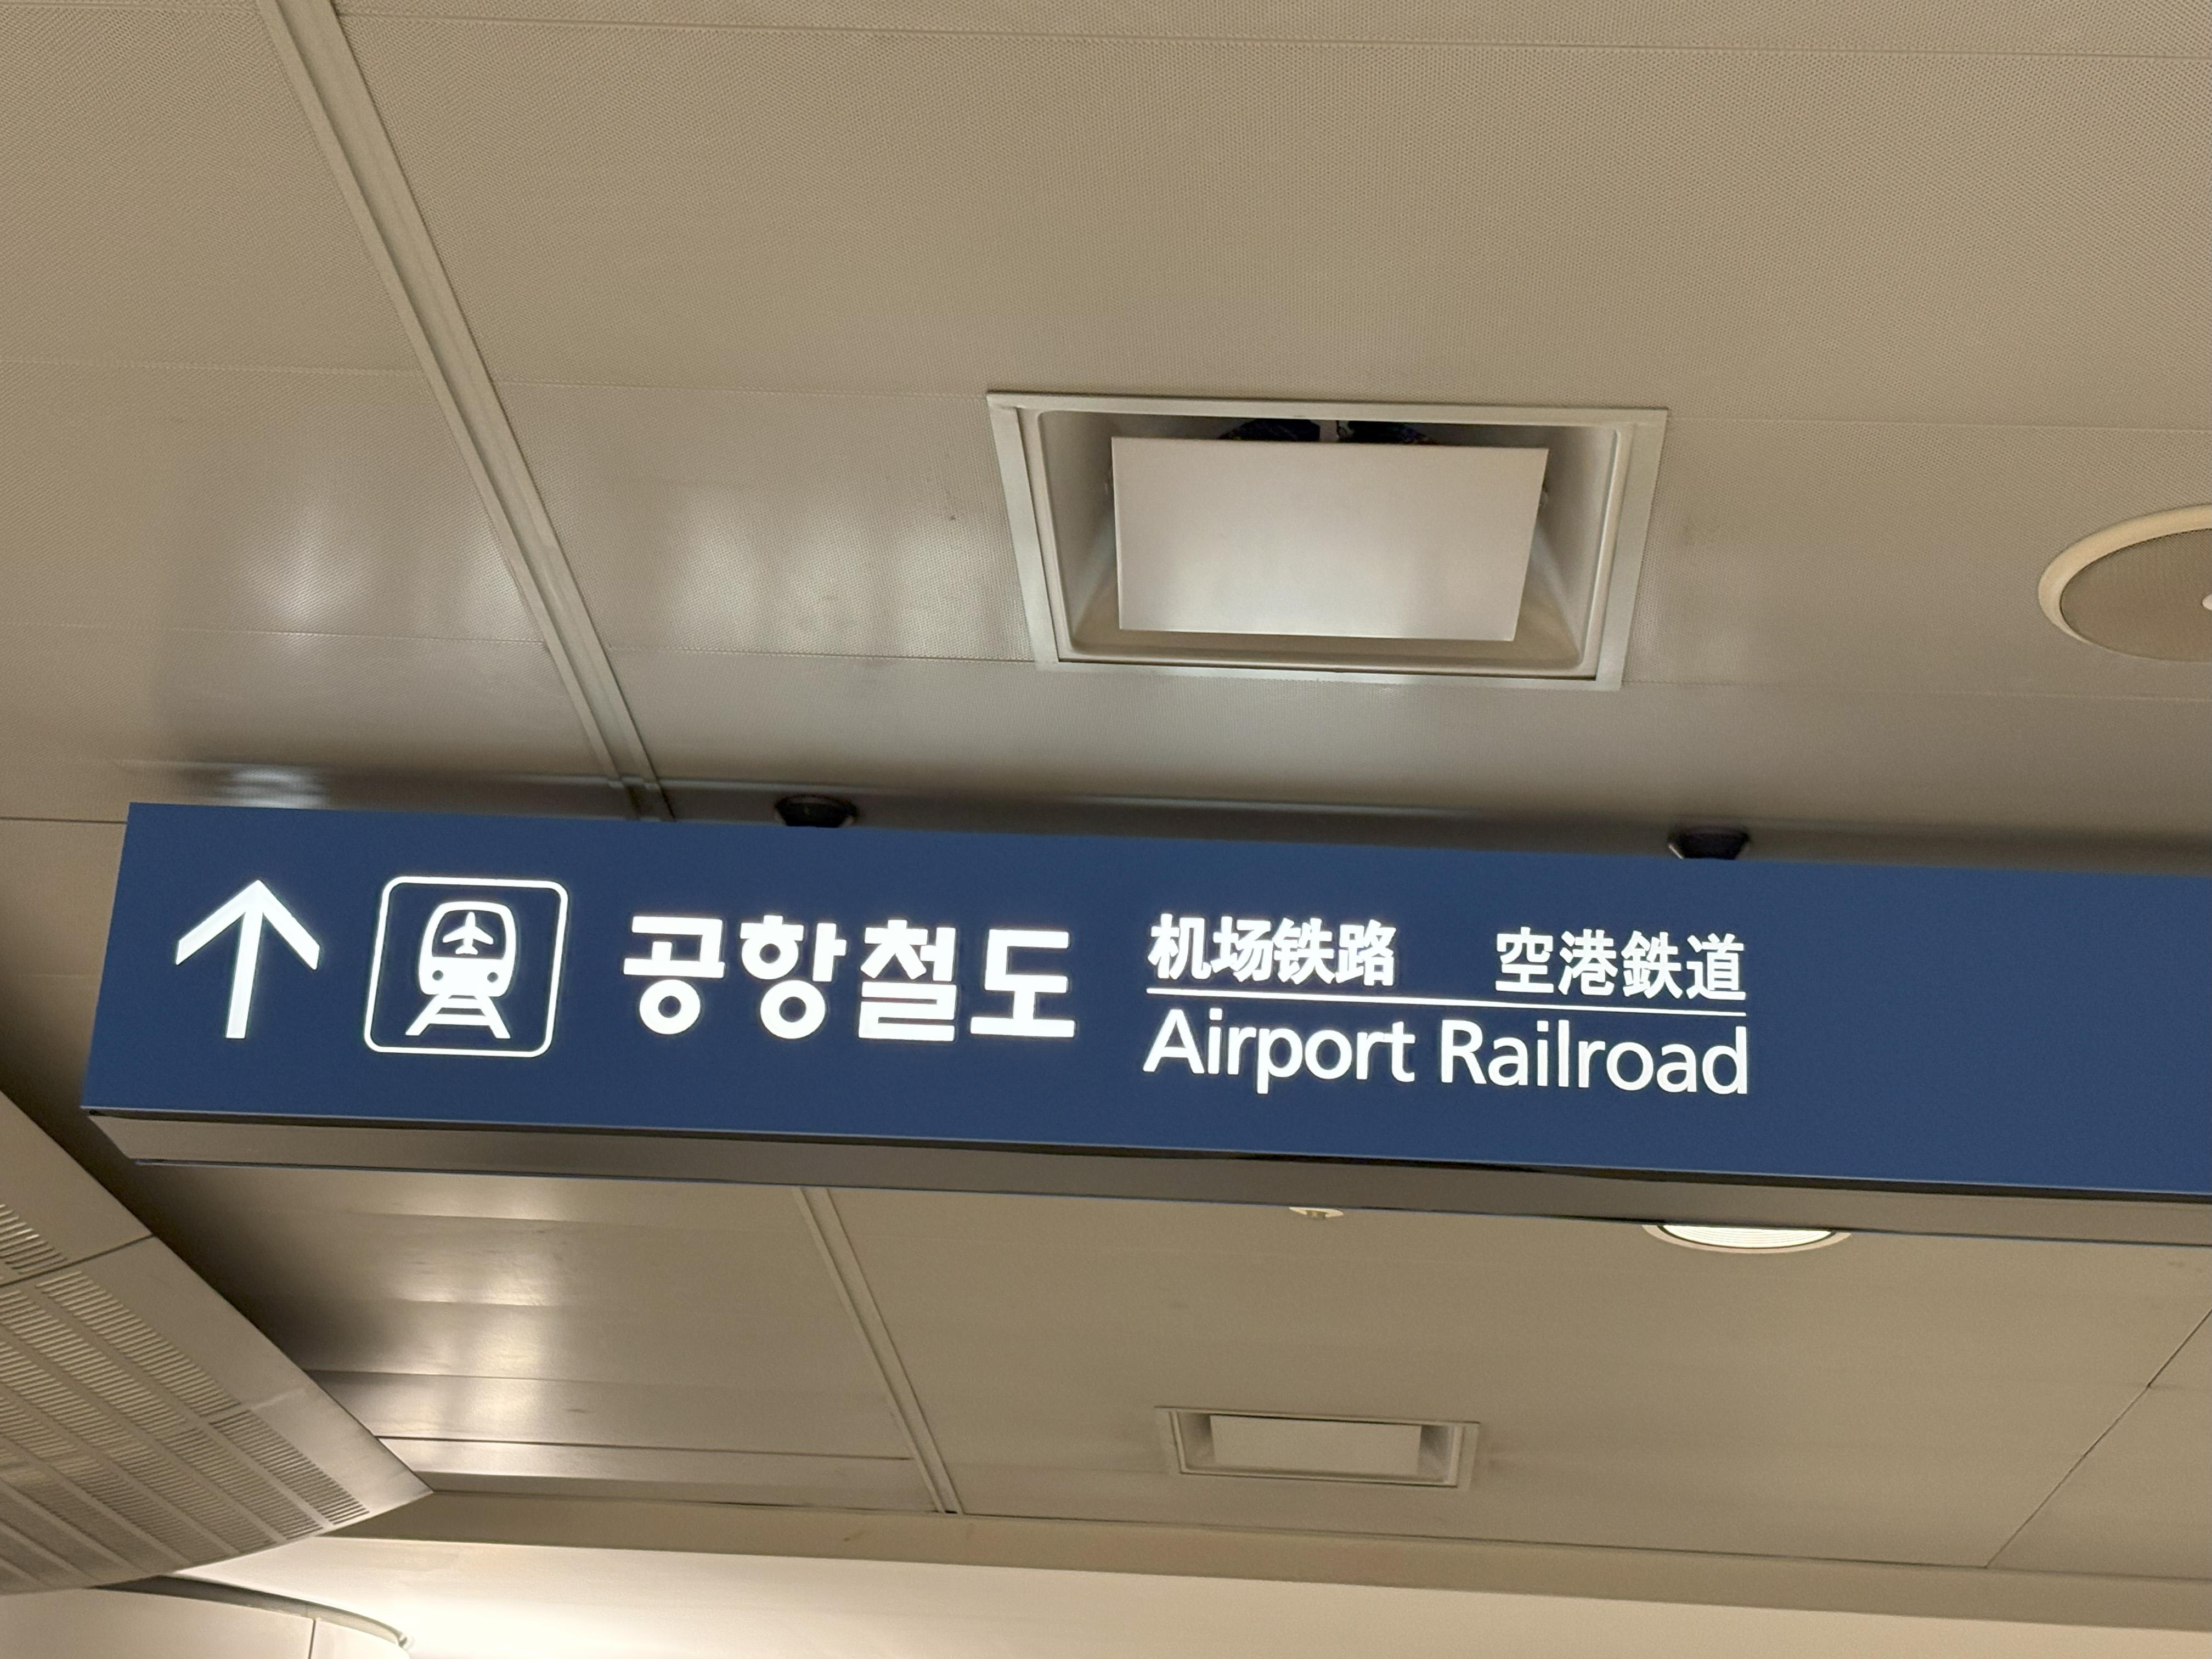 공항철도
机场铁路 空港鉄道
Airport Railroad